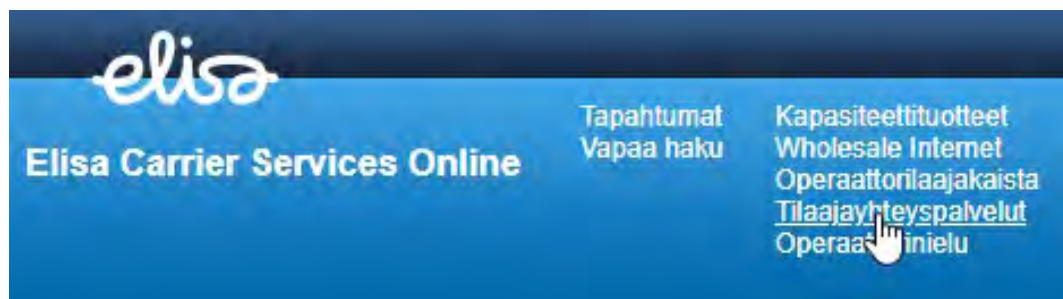 elisa
Elisa Carrier Services Online
Tapahtumat
Vapaa haku
Kapasiteettituotteet
Wholesale Internet
Operaattorilaajakaista
Tilaajayhteyspalvelut